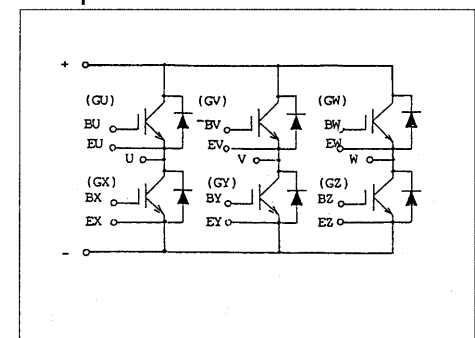 +
(GU) (GV) (GW)
BU BV BW
EU EV EW
U V W
(GX) (GY) (GZ)
BX BY BZ
EX EY EZ
-